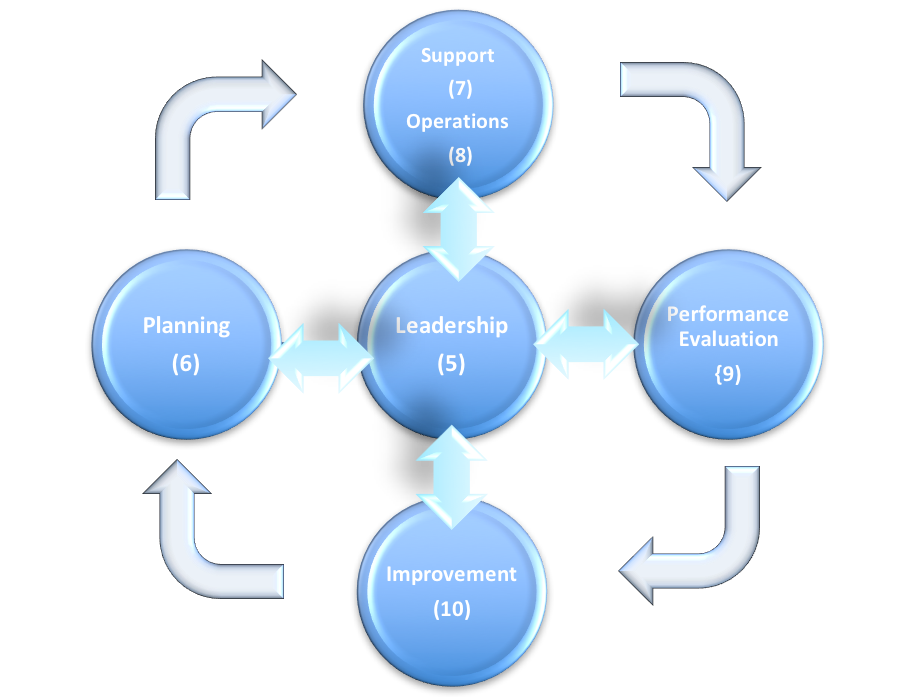 Support
(7)
Operations
(8)
Planning
(6)
Leadership
(5)
Performance
Evaluation
{9)
Improvement
(10)